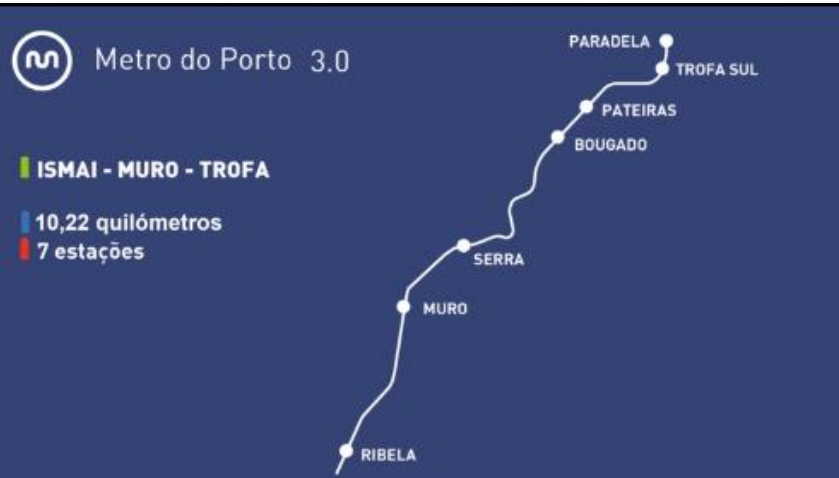 Metro do Porto 3.0
ISMAI - MURO - TROFA
10,22 quilómetros
7 estações
PARADELA
TROFA SUL
PATEIRAS
BOUGADO
SERRA
MURO
RIBELA